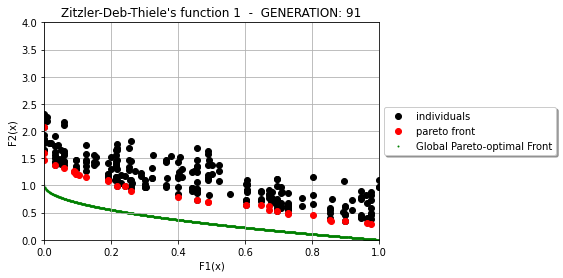 Zitzler-Deb-Thiele's function 1 - GENERATION: 91
4.0
3.5
3.0
2.5
2.0
1.5
1.0
0.5
0.0
F2(x)
0.0 0.2 0.4 0.6 0.8 1.0
F1(x)
individuals
pareto front
Global Pareto-optimal Front